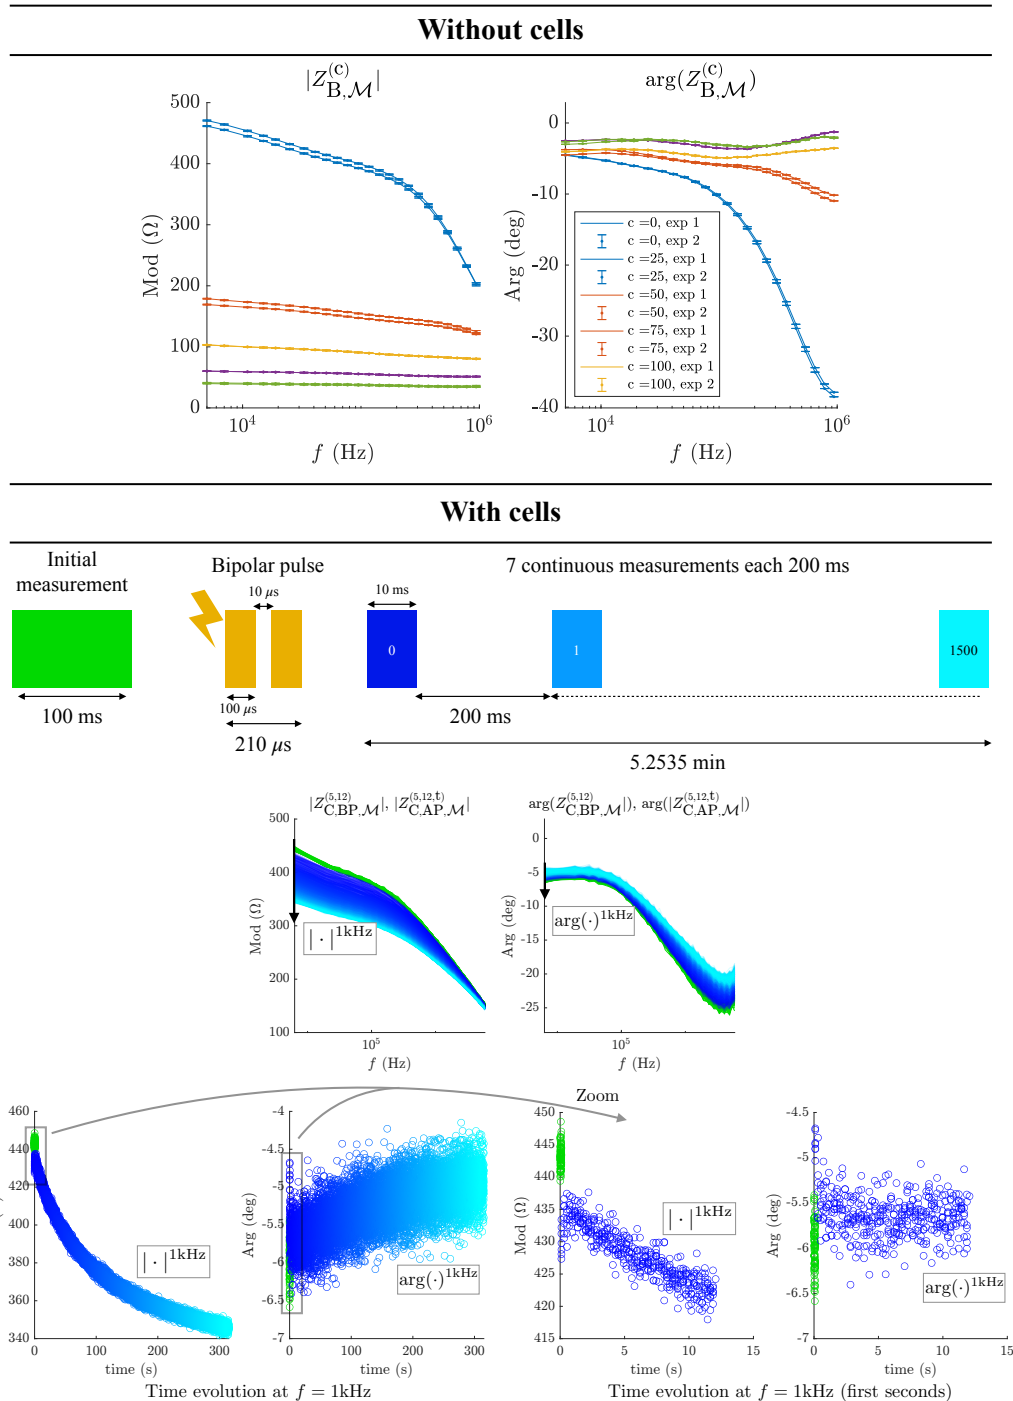 Without cells
|Z_{B,ℳ}^{(c)}|
arg(Z_{B,ℳ}^{(c)})
500
400
300
200
100
0
Mod (Ω)
10^4
10^6
f (Hz)
0
-10
-20
-30
-40
Arg (deg)
10^4
10^6
f (Hz)
c =0, exp 1
c =0, exp 2
c =25, exp 1
c =25, exp 2
c =50, exp 1
c =50, exp 2
c =75, exp 1
c =75, exp 2
c =100, exp 1
c =100, exp 2
With cells
Initial
measurement
Bipolar pulse
7 continuous measurements each 200 ms
10 μs
10 ms
0
1
1500
100 μs
100 ms
210 μs
200 ms
5.2535 min
|Z_{C,BP,ℳ}^{(5,12)}|, |Z_{C,AP,ℳ}^{(5,12,t)}|
arg(Z_{C,BP,ℳ}^{(5,12)}|), arg(|Z_{C,AP,ℳ}^{(5,12,t)}|)
500
400
300
200
100
Mod (Ω)
|·|^{1kHz}
10^5
f (Hz)
0
-5
-10
-15
-20
-25
Arg (deg)
arg(·)^{1kHz}
10^5
f (Hz)
460
440
420
400
380
360
340
|·|^{1kHz}
0
100
200
300
time (s)
-4
-4.5
-5
-5.5
-6
-6.5
-7
Arg (deg)
arg(·)^{1kHz}
0
100
200
300
time (s)
Time evolution at f = 1kHz
Zoom
450
445
440
435
430
425
420
415
Mod (Ω)
|·|^{1kHz}
0
5
10
15
time (s)
-4.5
-5
-5.5
-6
-6.5
-7
Arg (deg)
arg(·)^{1kHz}
0
5
10
15
time (s)
Time evolution at f = 1kHz (first seconds)